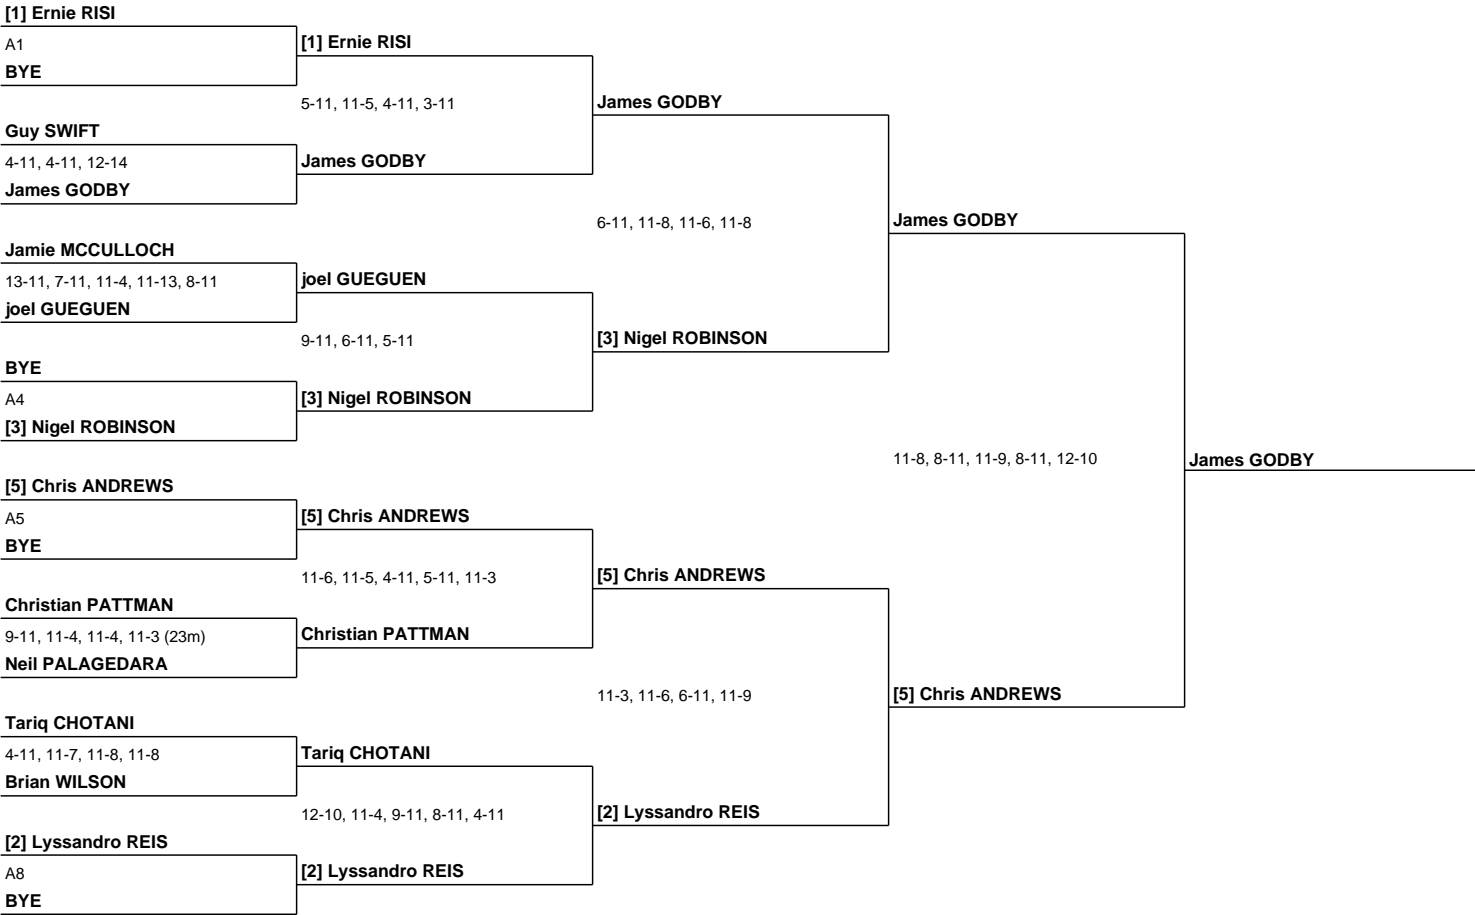 [1] Ernie RISI
A1
BYE
Guy SWIFT
4-11, 4-11, 12-14
James GODBY
Jamie MCCULLOCH
13-11, 7-11, 11-4, 11-13, 8-11
joel GUEGUEN
BYE
A4
[3] Nigel ROBINSON
[5] Chris ANDREWS
A5
BYE
Christian PATTMAN
9-11, 11-4, 11-4, 11-3 (23m)
Neil PALAGEDARA
Tariq CHOTANI
4-11, 11-7, 11-8, 11-8
Brian WILSON
[2] Lyssandro REIS
A8
BYE
[1] Ernie RISI
5-11, 11-5, 4-11, 3-11
James GODBY
joel GUEGUEN
9-11, 6-11, 5-11
[3] Nigel ROBINSON
[5] Chris ANDREWS
11-6, 11-5, 4-11, 5-11, 11-3
Christian PATTMAN
Tariq CHOTANI
12-10, 11-4, 9-11, 8-11, 4-11
[2] Lyssandro REIS
James GODBY
6-11, 11-8, 11-6, 11-8
[3] Nigel ROBINSON
[5] Chris ANDREWS
11-3, 11-6, 6-11, 11-9
[2] Lyssandro REIS
James GODBY
11-8, 8-11, 11-9, 8-11, 12-10
[5] Chris ANDREWS
James GODBY